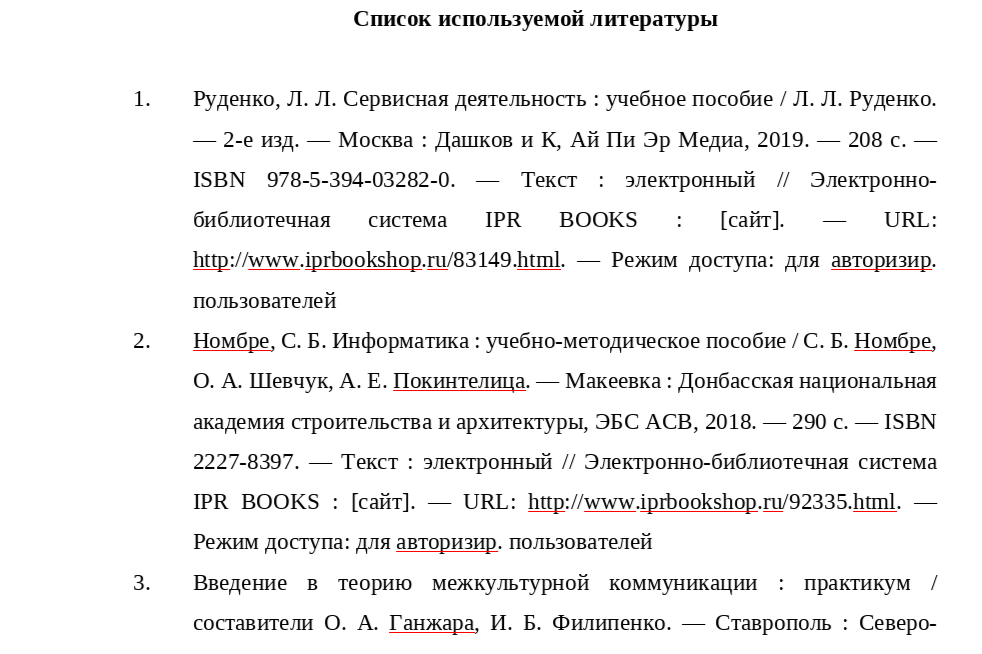 Список используемой литературы
1. Руденко, Л. Л. Сервисная деятельность : учебное пособие / Л. Л. Руденко.
— 2-е изд. — Москва : Дашков и К, Ай Пи Эр Медиа, 2019. — 208 с. —
ISBN 978-5-394-03282-0. — Текст : электронный // Электронно-
библиотечная система IPR BOOKS : [сайт]. — URL:
http://www.iprbookshop.ru/83149.html. — Режим доступа: для авторизир.
пользователей
2. Номбре, С. Б. Информатика : учебно-методическое пособие / С. Б. Номбре,
О. А. Шевчук, А. Е. Покинтелица. — Макеевка : Донбасская национальная
академия строительства и архитектуры, ЭБС АСВ, 2018. — 290 с. — ISBN
2227-8397. — Текст : электронный // Электронно-библиотечная система
IPR BOOKS : [сайт]. — URL: http://www.iprbookshop.ru/92335.html. —
Режим доступа: для авторизир. пользователей
3. Введение в теорию межкультурной коммуникации : практикум /
составители О. А. Ганжара, И. Б. Филипенко. — Ставрополь : Северо-